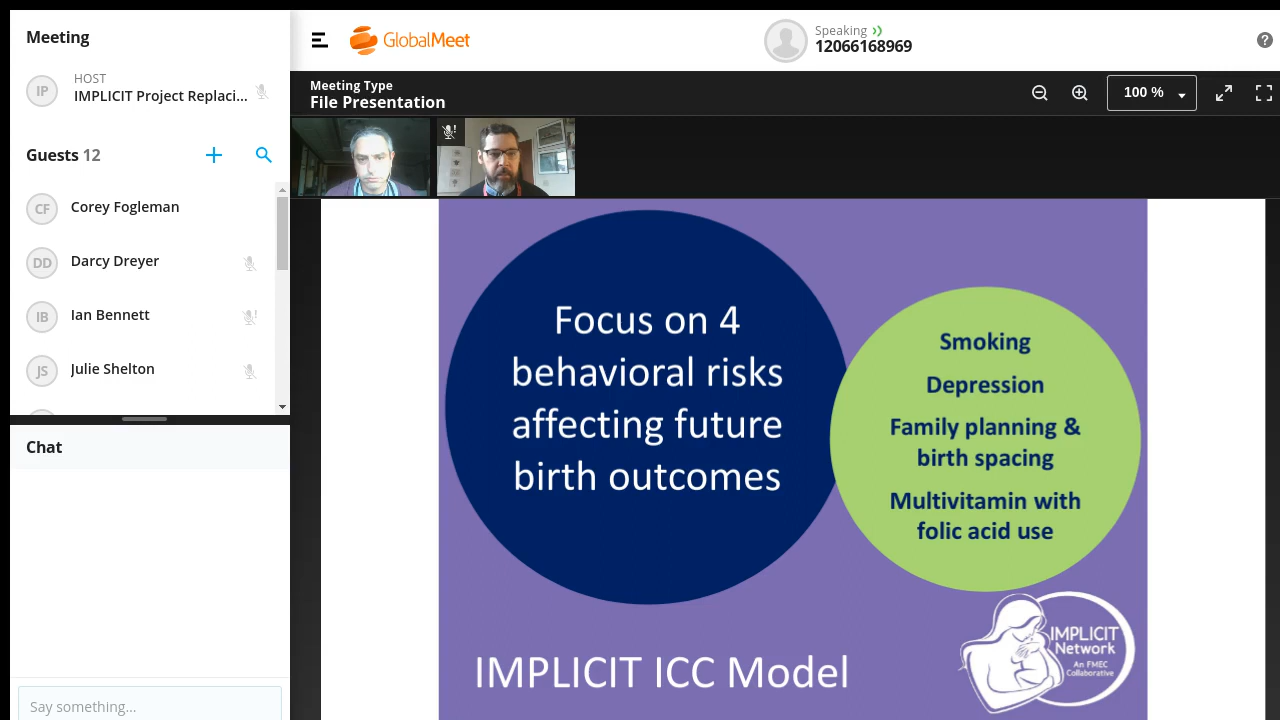 Meeting
IP
HOST
IMPLICIT Project Replaci...
Guests 12
CF
Corey Fogleman
DD
Darcy Dreyer
IB
Ian Bennett
JS
Julie Shelton
Chat
Say something...
GlobalMeet
Speaking
12066168969
?
Meeting Type
File Presentation
100 %
Focus on 4
behavioral risks
affecting future
birth outcomes
Smoking
Depression
Family planning &
birth spacing
Multivitamin with
folic acid use
IMPLICIT ICC Model
IMPLICIT
Network
An FMEC
Collaborative